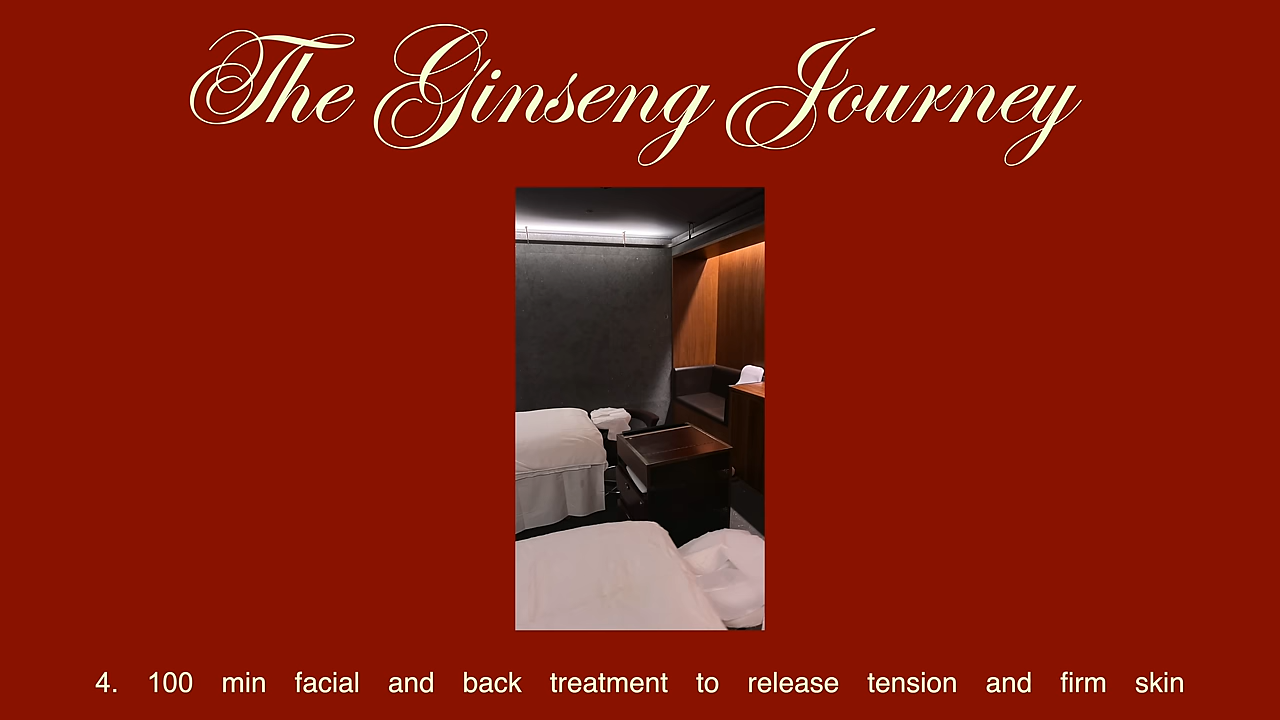 The Ginseng Journey
4. 100 min facial and back treatment to release tension and firm skin